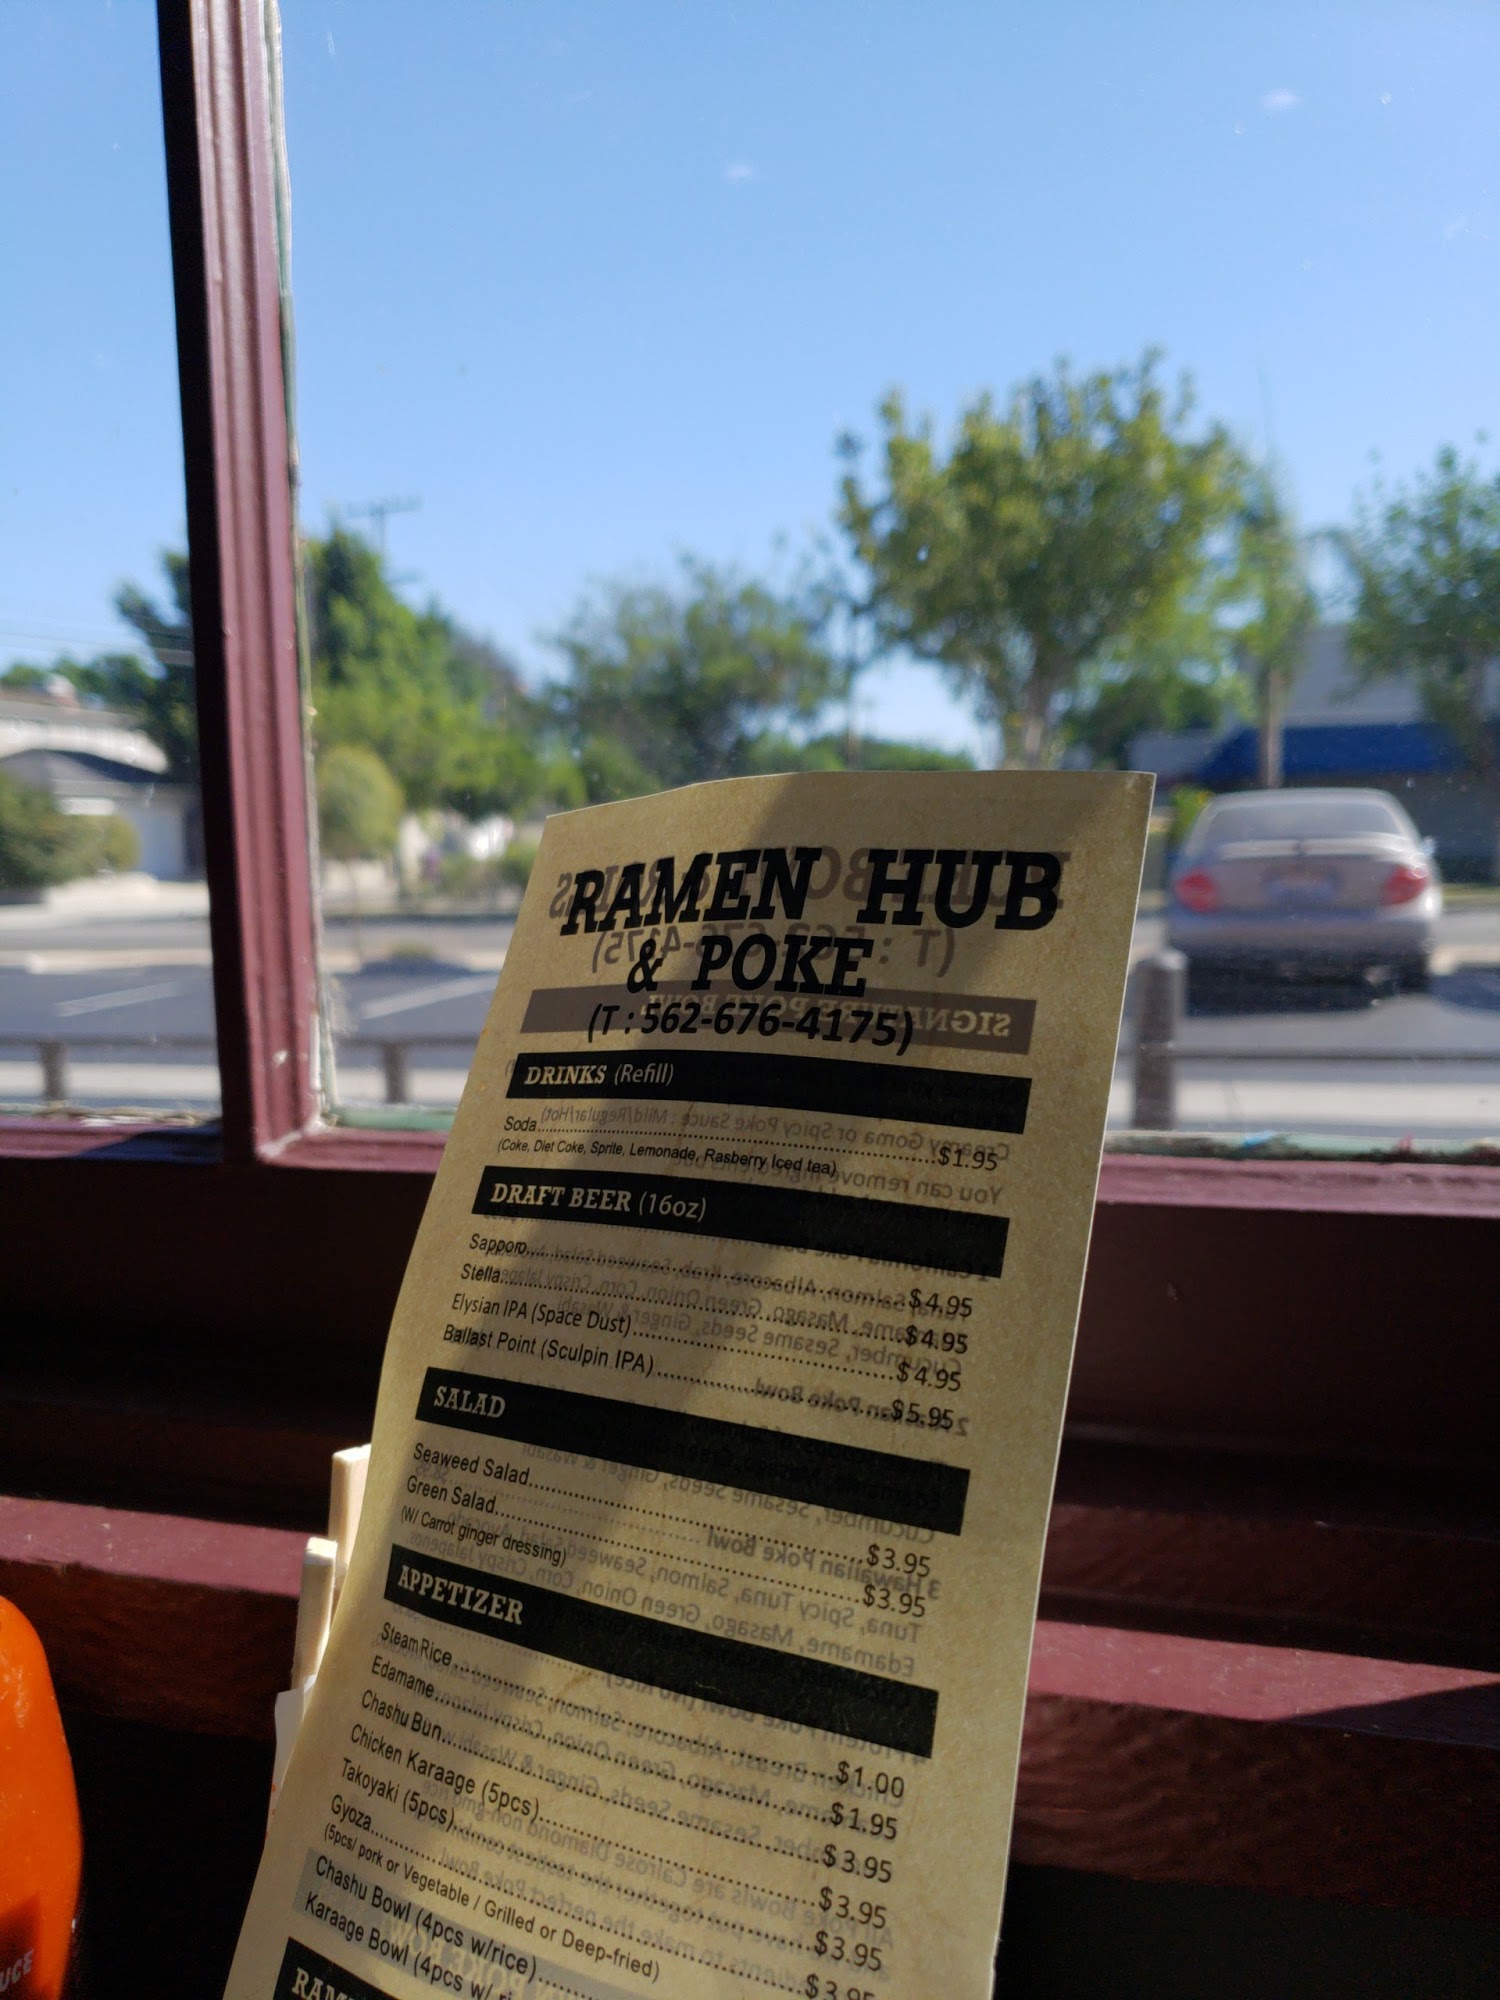 RAMEN HUB
& POKE
(T : 562-676-4175)
DRINKS (Refill)
Soda $1.95
(Coke, Diet Coke, Sprite, Lemonade, Rasberry Iced tea)
DRAFT BEER (16oz)
Sapporo $4.95
Stella $4.95
Elysian IPA (Space Dust) $4.95
Ballast Point (Sculpin IPA) $5.95
SALAD
Seaweed Salad $3.95
Green Salad $3.95
(W/ Carrot ginger dressing)
APPETIZER
Steam Rice $1.00
Edamame $1.95
Chashu Bun $3.95
Chicken Karaage (5pcs) $3.95
Takoyaki (5pcs) $3.95
Gyoza $3.95
(5pcs/ pork or Vegetable / Grilled or Deep-fried)
Chashu Bowl (4pcs w/rice)
Karaage Bowl (4pcs w/